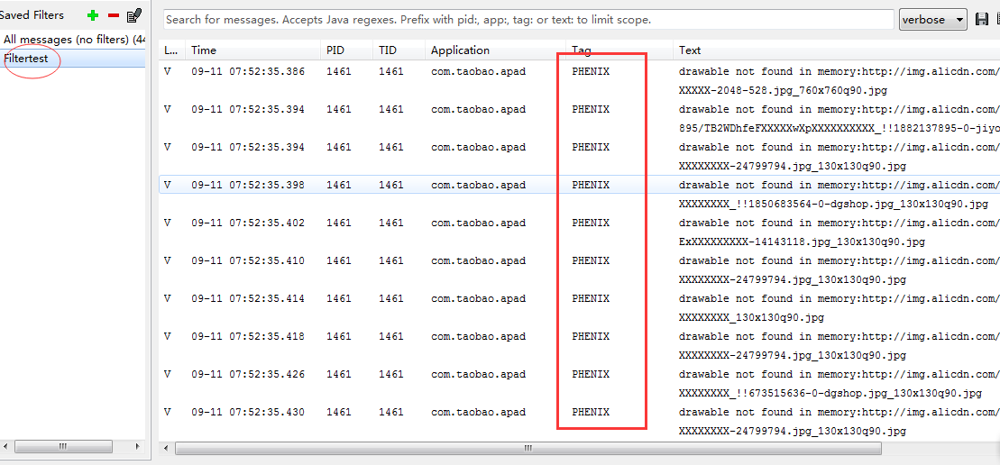 Saved Filters
Search for messages. Accepts Java regexes. Prefix with pid:, app:, tag: or text: to limit scope.
verbose
All messages (no filters) (44
Filtertest
L... Time PID TID Application Tag Text
V 09-11 07:52:35.386 1461 1461 com.taobao.apad PHENIX drawable not found in memory:http://img.alicdn.com/
XXXXX-2048-528.jpg_760x760q90.jpg
V 09-11 07:52:35.394 1461 1461 com.taobao.apad PHENIX drawable not found in memory:http://img.alicdn.com/
895/TB2WDhfeFXXXXXwXpXXXXXXXXXX_!!1882137895-0-jiyo
V 09-11 07:52:35.394 1461 1461 com.taobao.apad PHENIX drawable not found in memory:http://img.alicdn.com/
XXXXXXXX-24799794.jpg_130x130q90.jpg
V 09-11 07:52:35.398 1461 1461 com.taobao.apad PHENIX drawable not found in memory:http://img.alicdn.com/
XXXXXXXX_!!1850683564-0-dgshop.jpg_130x130q90.jpg
V 09-11 07:52:35.402 1461 1461 com.taobao.apad PHENIX drawable not found in memory:http://img.alicdn.com/
ExXXXXXXXX-14143118.jpg_130x130q90.jpg
V 09-11 07:52:35.410 1461 1461 com.taobao.apad PHENIX drawable not found in memory:http://img.alicdn.com/
XXXXXXXX-24799794.jpg_130x130q90.jpg
V 09-11 07:52:35.414 1461 1461 com.taobao.apad PHENIX drawable not found in memory:http://img.alicdn.com/
XXXXXXXX_130x130q90.jpg
V 09-11 07:52:35.418 1461 1461 com.taobao.apad PHENIX drawable not found in memory:http://img.alicdn.com/
XXXXXXXX-24799794.jpg_130x130q90.jpg
V 09-11 07:52:35.426 1461 1461 com.taobao.apad PHENIX drawable not found in memory:http://img.alicdn.com/
XXXXXXXX_!!673515636-0-dgshop.jpg_130x130q90.jpg
V 09-11 07:52:35.430 1461 1461 com.taobao.apad PHENIX drawable not found in memory:http://img.alicdn.com/
XXXXXXXX-24799794.jpg_130x130q90.jpg